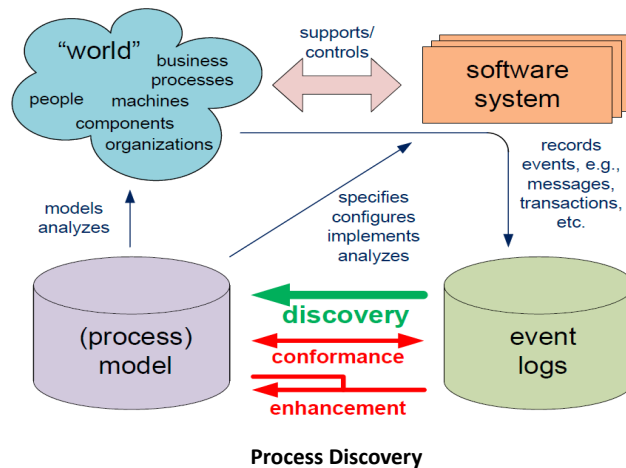 “world”
business
processes
people
machines
components
organizations
supports/
controls
software
system
records
events, e.g.,
messages,
transactions,
etc.
models
analyzes
specifies
configures
implements
analyzes
(process)
model
discovery
conformance
enhancement
event
logs
Process Discovery